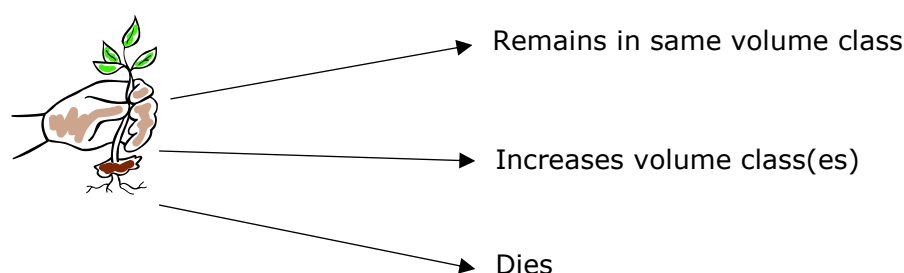 Remains in same volume class
Increases volume class(es)
Dies